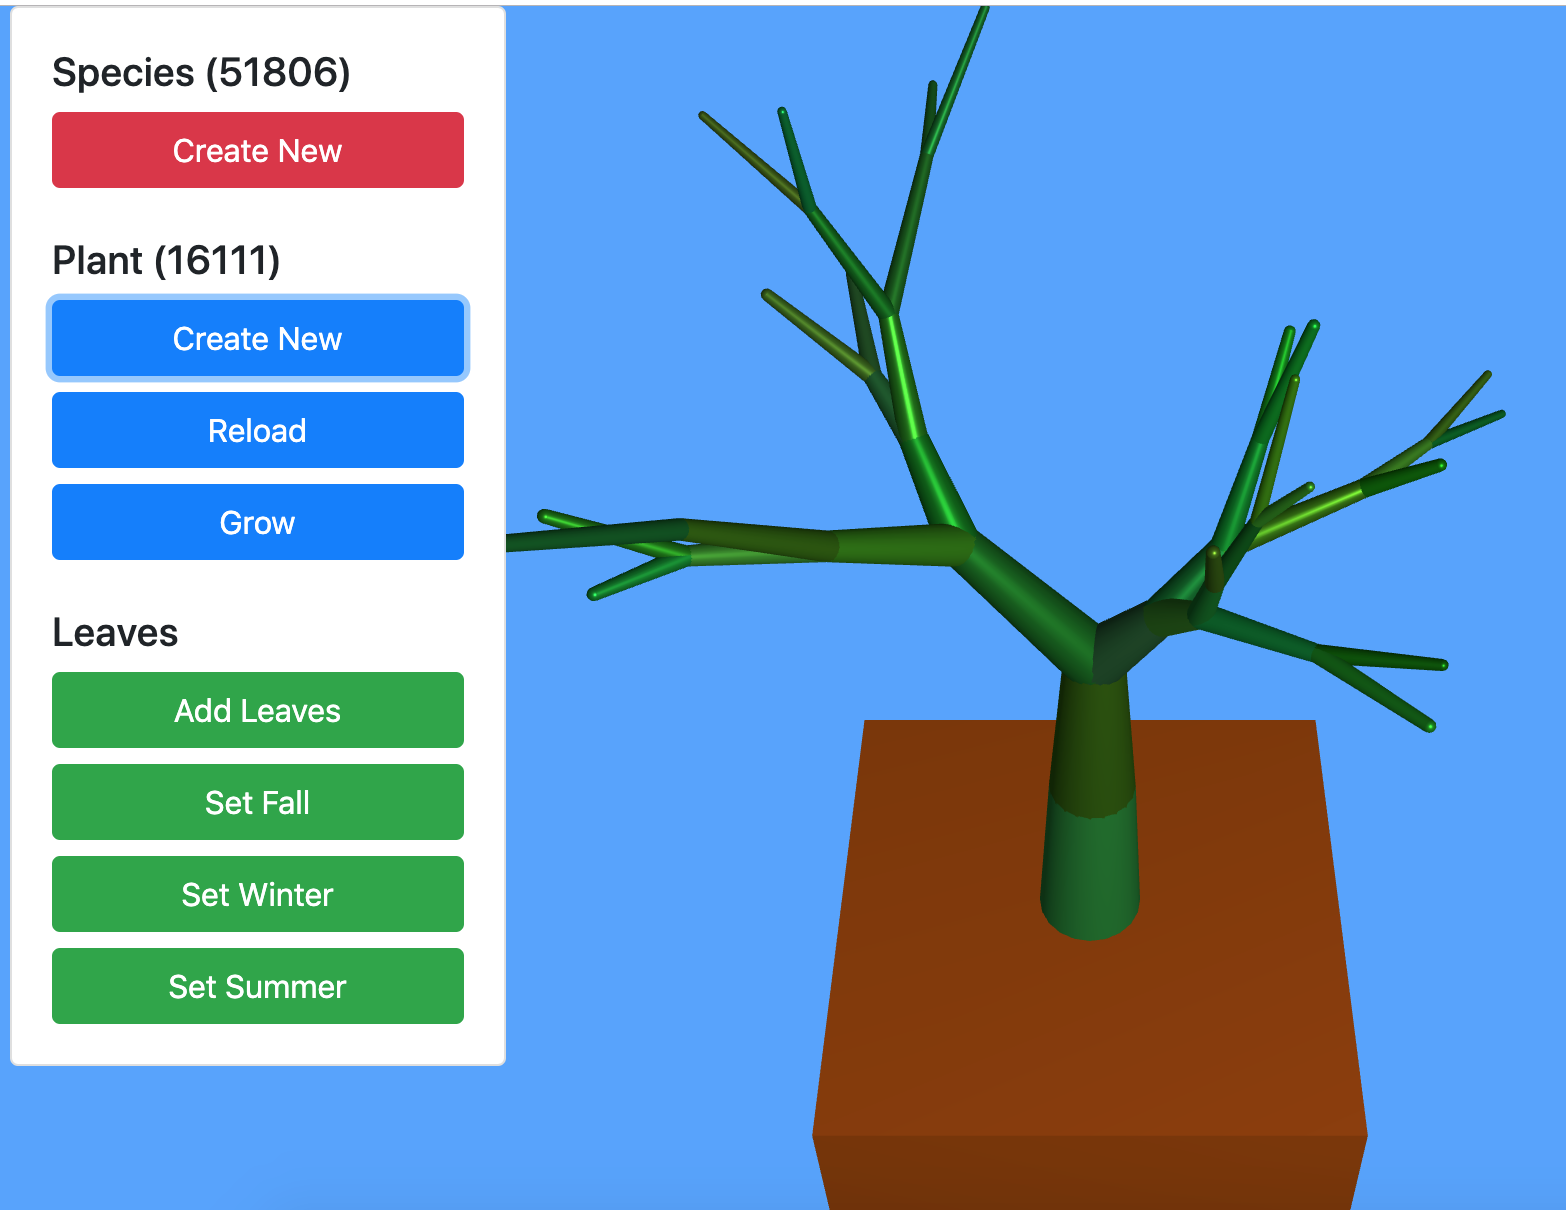 Species (51806)
Create New
Plant (16111)
Create New
Reload
Grow
Leaves
Add Leaves
Set Fall
Set Winter
Set Summer